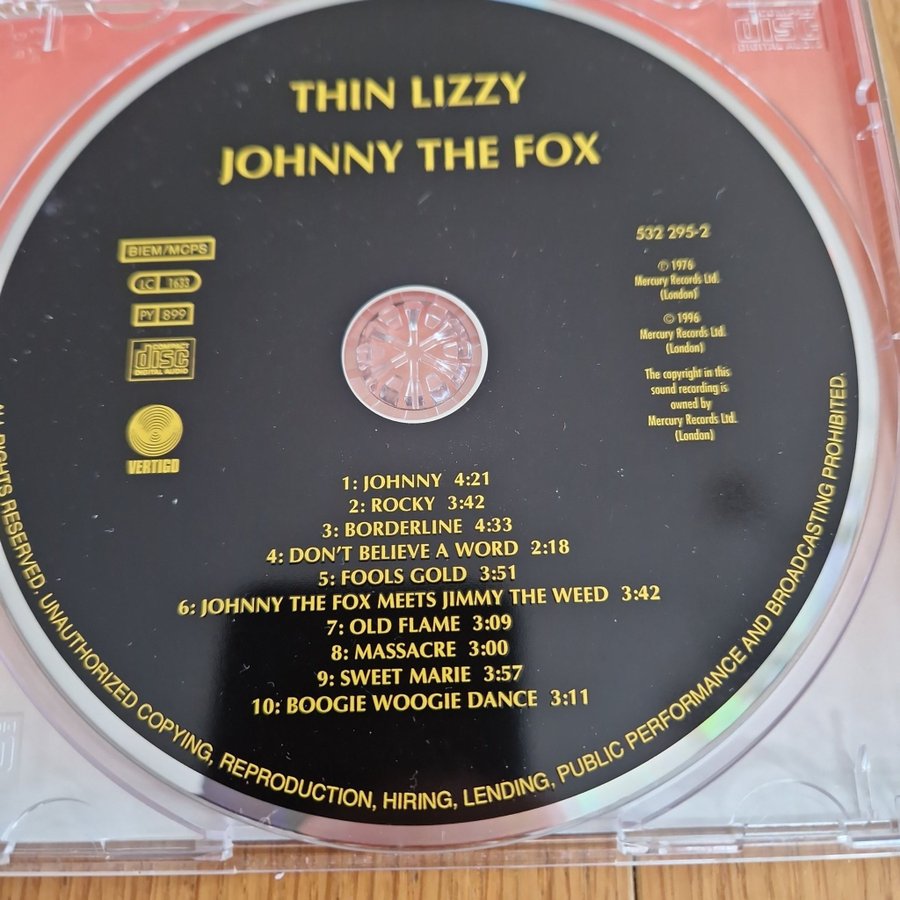 THIN LIZZY
JOHNNY THE FOX
BIEM/MCPS
LC 1633
PY 899
COMPACT
disc
DIGITAL AUDIO
VERTIGO
532 295-2
℗ 1976
Mercury Records Ltd.
(London)
© 1996
Mercury Records Ltd.
(London)
The copyright in this
sound recording is
owned by
Mercury Records Ltd.
(London)
1: JOHNNY 4:21
2: ROCKY 3:42
3: BORDERLINE 4:33
4: DON'T BELIEVE A WORD 2:18
5: FOOLS GOLD 3:51
6: JOHNNY THE FOX MEETS JIMMY THE WEED 3:42
7: OLD FLAME 3:09
8: MASSACRE 3:00
9: SWEET MARIE 3:57
10: BOOGIE WOOGIE DANCE 3:11
RIGHTS RESERVED. UNAUTHORIZED COPYING, REPRODUCTION, HIRING, LENDING, PUBLIC PERFORMANCE AND BROADCASTING PROHIBITED.
COMPACT
disc
DIGITAL AUDIO